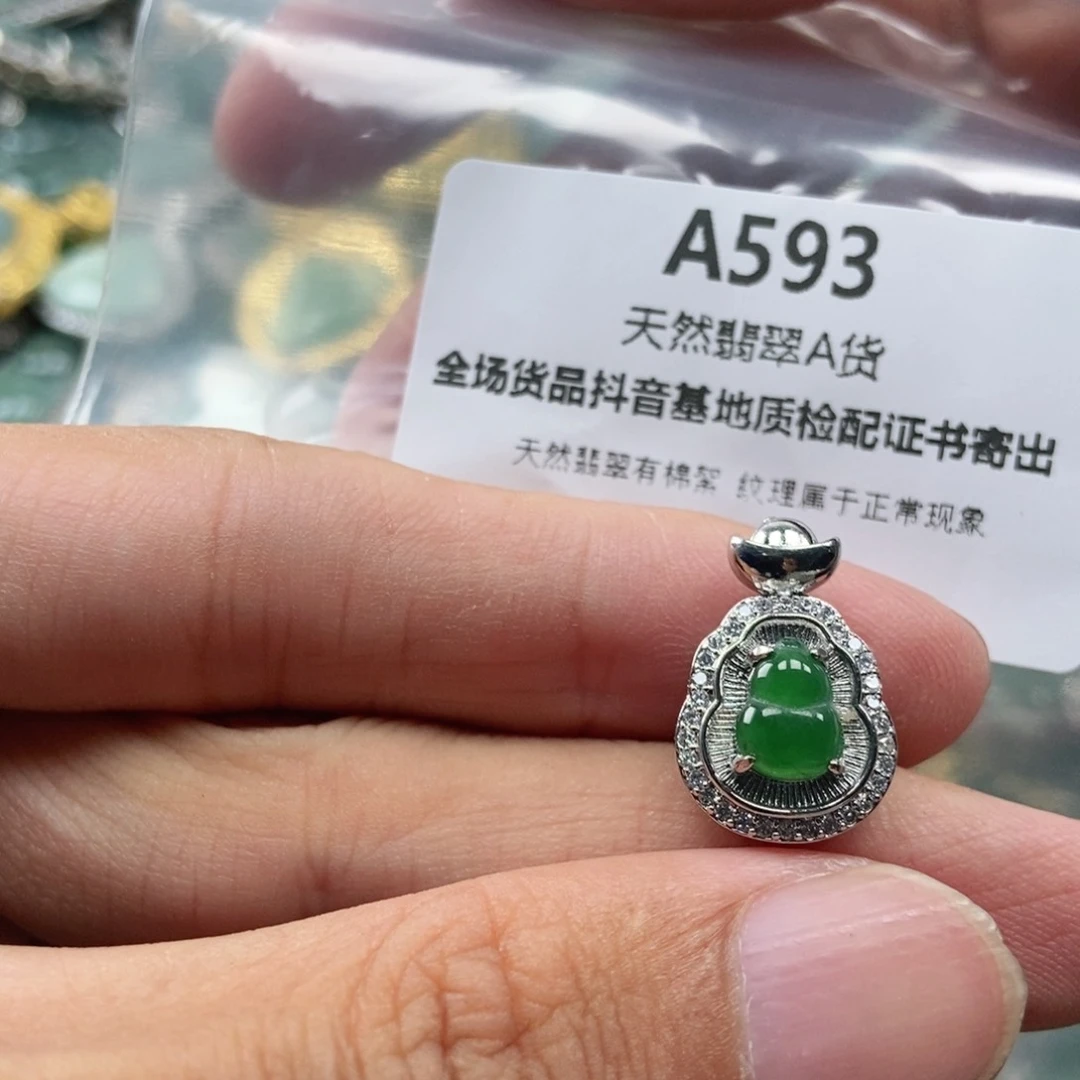 A593
天然翡翠A货
全场货品抖音基地质检配证书寄出
天然翡翠有棉絮 纹理属于正常现象